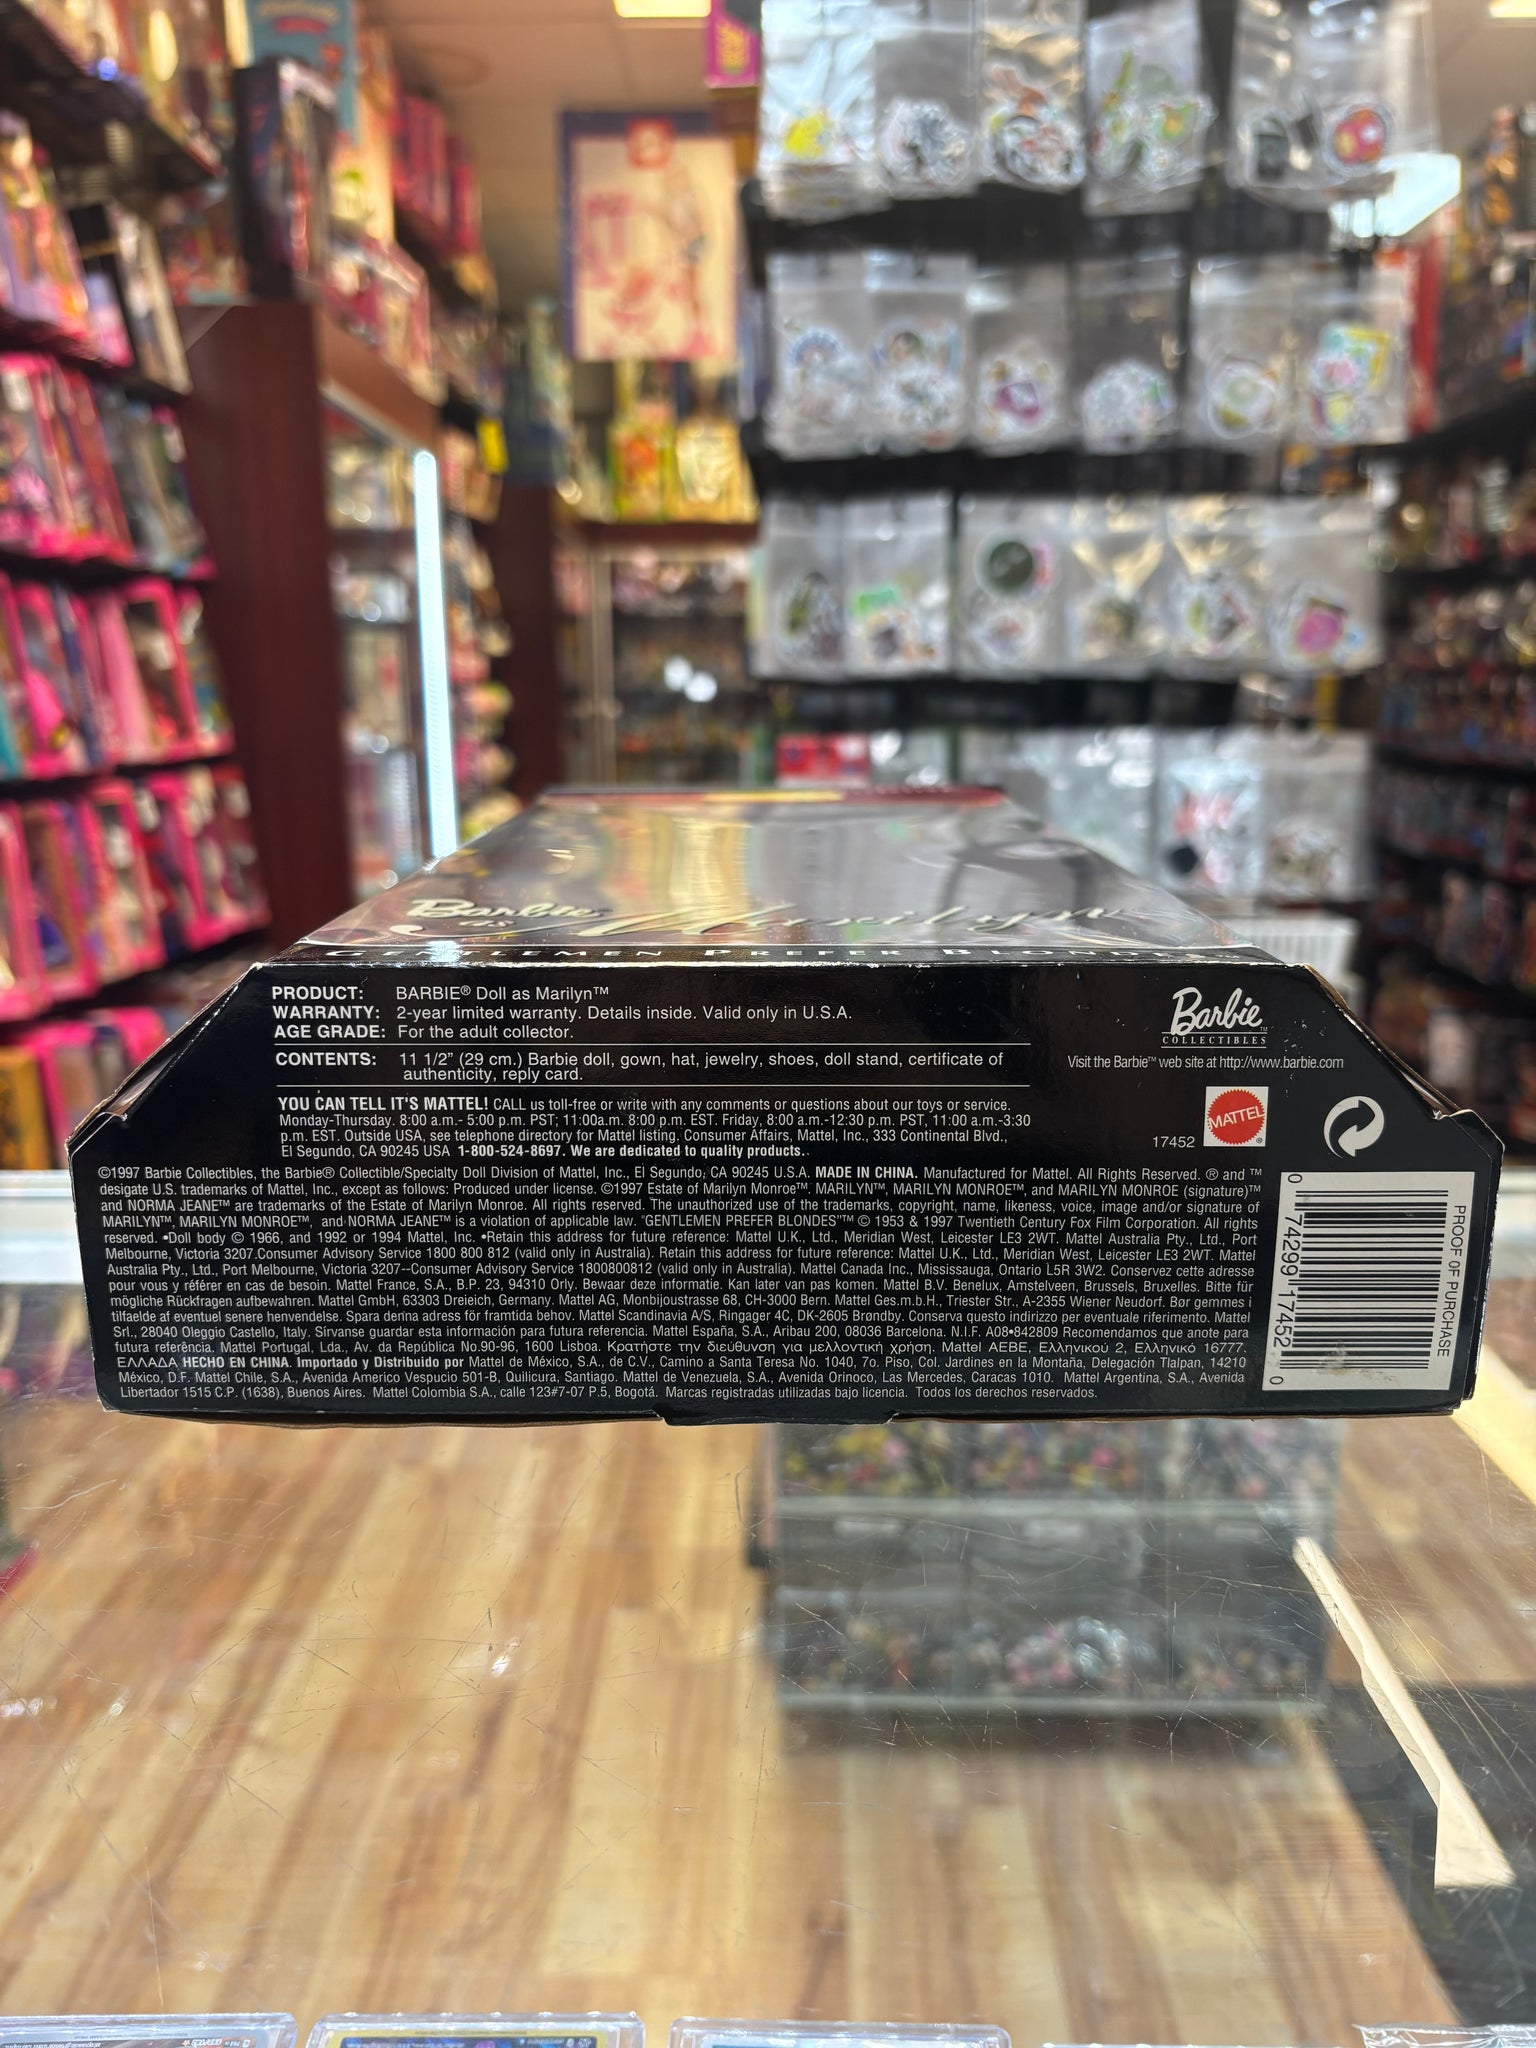 Barbie as Marilyn
GENTLEMEN PREFER BLONDES
PRODUCT: BARBIE® Doll as Marilyn™
WARRANTY: 2-year limited warranty. Details inside. Valid only in U.S.A.
AGE GRADE: For the adult collector.
CONTENTS: 11 1/2" (29 cm.) Barbie doll, gown, hat, jewelry, shoes, doll stand, certificate of
authenticity, reply card.
Barbie™
COLLECTIBLES
Visit the Barbie™ web site at http://www.barbie.com
YOU CAN TELL IT'S MATTEL! CALL us toll-free or write with any comments or questions about our toys or service.
Monday-Thursday. 8:00 a.m.- 5:00 p.m. PST; 11:00a.m. 8:00 p.m. EST. Friday, 8:00 a.m.-12:30 p.m. PST, 11:00 a.m.-3:30
p.m. EST. Outside USA, see telephone directory for Mattel listing. Consumer Affairs, Mattel, Inc., 333 Continental Blvd.,
El Segundo, CA 90245 USA 1-800-524-8697. We are dedicated to quality products.
17452
MATTEL®
©1997 Barbie Collectibles, the Barbie® Collectible/Specialty Doll Division of Mattel, Inc., El Segundo, CA 90245 U.S.A. MADE IN CHINA. Manufactured for Mattel. All Rights Reserved. ® and ™
desigate U.S. trademarks of Mattel, Inc., except as follows: Produced under license. ©1997 Estate of Marilyn Monroe™. MARILYN™, MARILYN MONROE™, and MARILYN MONROE (signature)™
and NORMA JEANE™ are trademarks of the Estate of Marilyn Monroe. All rights reserved. The unauthorized use of the trademarks, copyright, name, likeness, voice, image and/or signature of
MARILYN™, MARILYN MONROE™, and NORMA JEANE™ is a violation of applicable law. "GENTLEMEN PREFER BLONDES"™ © 1953 & 1997 Twentieth Century Fox Film Corporation. All rights
reserved. •Doll body © 1966, and 1992 or 1994 Mattel, Inc. •Retain this address for future reference: Mattel U.K., Ltd., Meridian West, Leicester LE3 2WT. Mattel Australia Pty., Ltd., Port
Melbourne, Victoria 3207.Consumer Advisory Service 1800 800 812 (valid only in Australia). Retain this address for future reference: Mattel U.K., Ltd., Meridian West, Leicester LE3 2WT. Mattel
Australia Pty., Ltd., Port Melbourne, Victoria 3207--Consumer Advisory Service 1800800812 (valid only in Australia). Mattel Canada Inc., Mississauga, Ontario L5R 3W2. Conservez cette adresse
pour vous y référer en cas de besoin. Mattel France, S.A., B.P. 23, 94310 Orly. Bewaar deze informatie. Kan later van pas komen. Mattel B.V. Benelux, Amstelveen, Brussels, Bruxelles. Bitte für
mögliche Rückfragen aufbewahren. Mattel GmbH, 63303 Dreieich, Germany. Mattel AG, Monbijoustrasse 68, CH-3000 Bern. Mattel Ges.m.b.H., Triester Str., A-2355 Wiener Neudorf. Bør gemmes i
tilfaelde af eventuel senere henvendelse. Spara denna adress för framtida behov. Mattel Scandinavia A/S, Ringager 4C, DK-2605 Brøndby. Conserva questo indirizzo per eventuale riferimento. Mattel
Srl., 28040 Oleggio Castello, Italy. Sírvanse guardar esta información para futura referencia. Mattel España, S.A., Aribau 200, 08036 Barcelona. N.I.F. A08•842809 Recomendamos que anote para
futura referência. Mattel Portugal, Lda., Av. da República No.90-96, 1600 Lisboa. Κρατήστε την διεύθυνση για μελλοντική χρήση. Mattel ΑΕΒΕ, Ελληνικού 2, Ελληνικό 16777.
ΕΛΛΑΔΑ HECHO EN CHINA. Importado y Distribuido por Mattel de México, S.A., de C.V., Camino a Santa Teresa No. 1040, 7o. Piso, Col. Jardines en la Montaña, Delegación Tlalpan, 14210
México, D.F. Mattel Chile, S.A., Avenida Americo Vespucio 501-B, Quilicura, Santiago. Mattel de Venezuela, S.A., Avenida Orinoco, Las Mercedes, Caracas 1010. Mattel Argentina, S.A., Avenida
Libertador 1515 C.P. (1638), Buenos Aires. Mattel Colombia S.A., calle 123#7-07 P.5, Bogotá. Marcas registradas utilizadas bajo licencia. Todos los derechos reservados.
0 74299 17452 0
PROOF OF PURCHASE